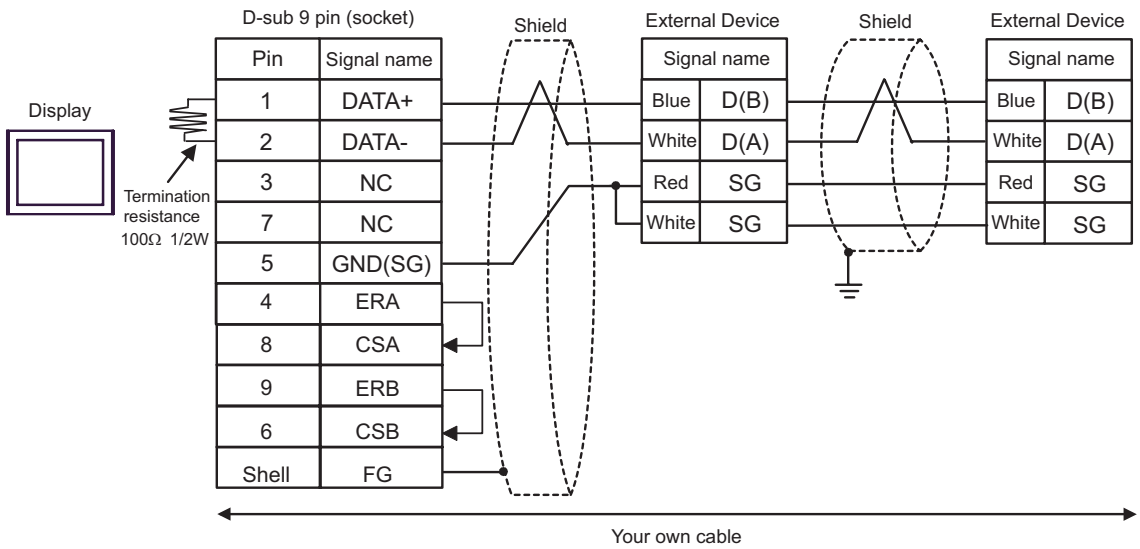 D-sub 9 pin (socket)
Shield
External Device
Shield
External Device
Pin Signal name
Signal name
Signal name
Display
1 DATA+
Blue D(B)
Blue D(B)
2 DATA-
White D(A)
White D(A)
Termination
resistance
100Ω 1/2W
3 NC
Red SG
Red SG
7 NC
White SG
White SG
5 GND(SG)
4 ERA
8 CSA
9 ERB
6 CSB
Shell FG
Your own cable